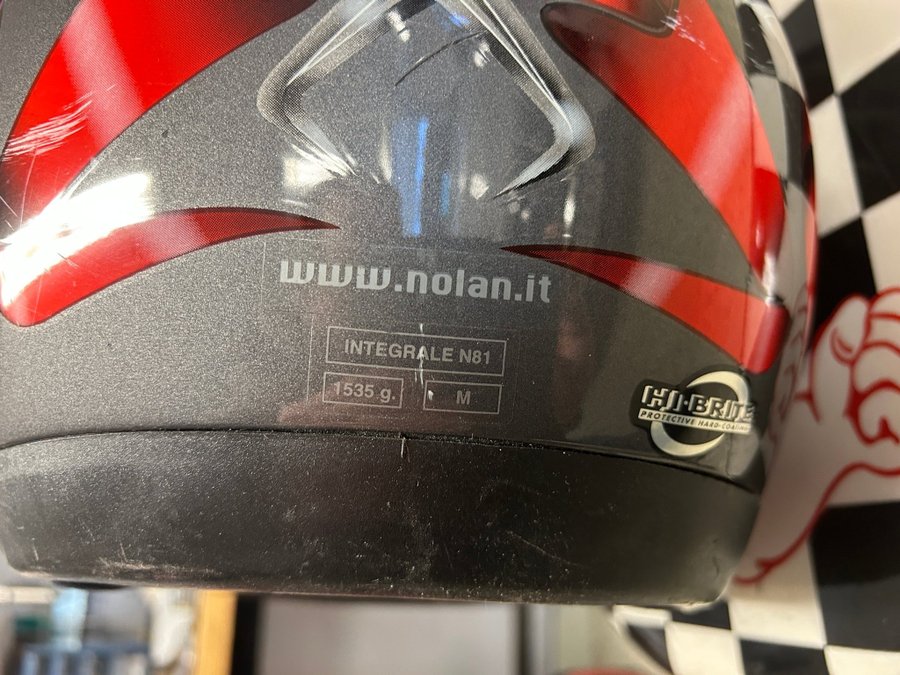 www.nolan.it
INTEGRALE N81
1535 g. M
HI·BRITE
PROTECTIVE HARD-COATING